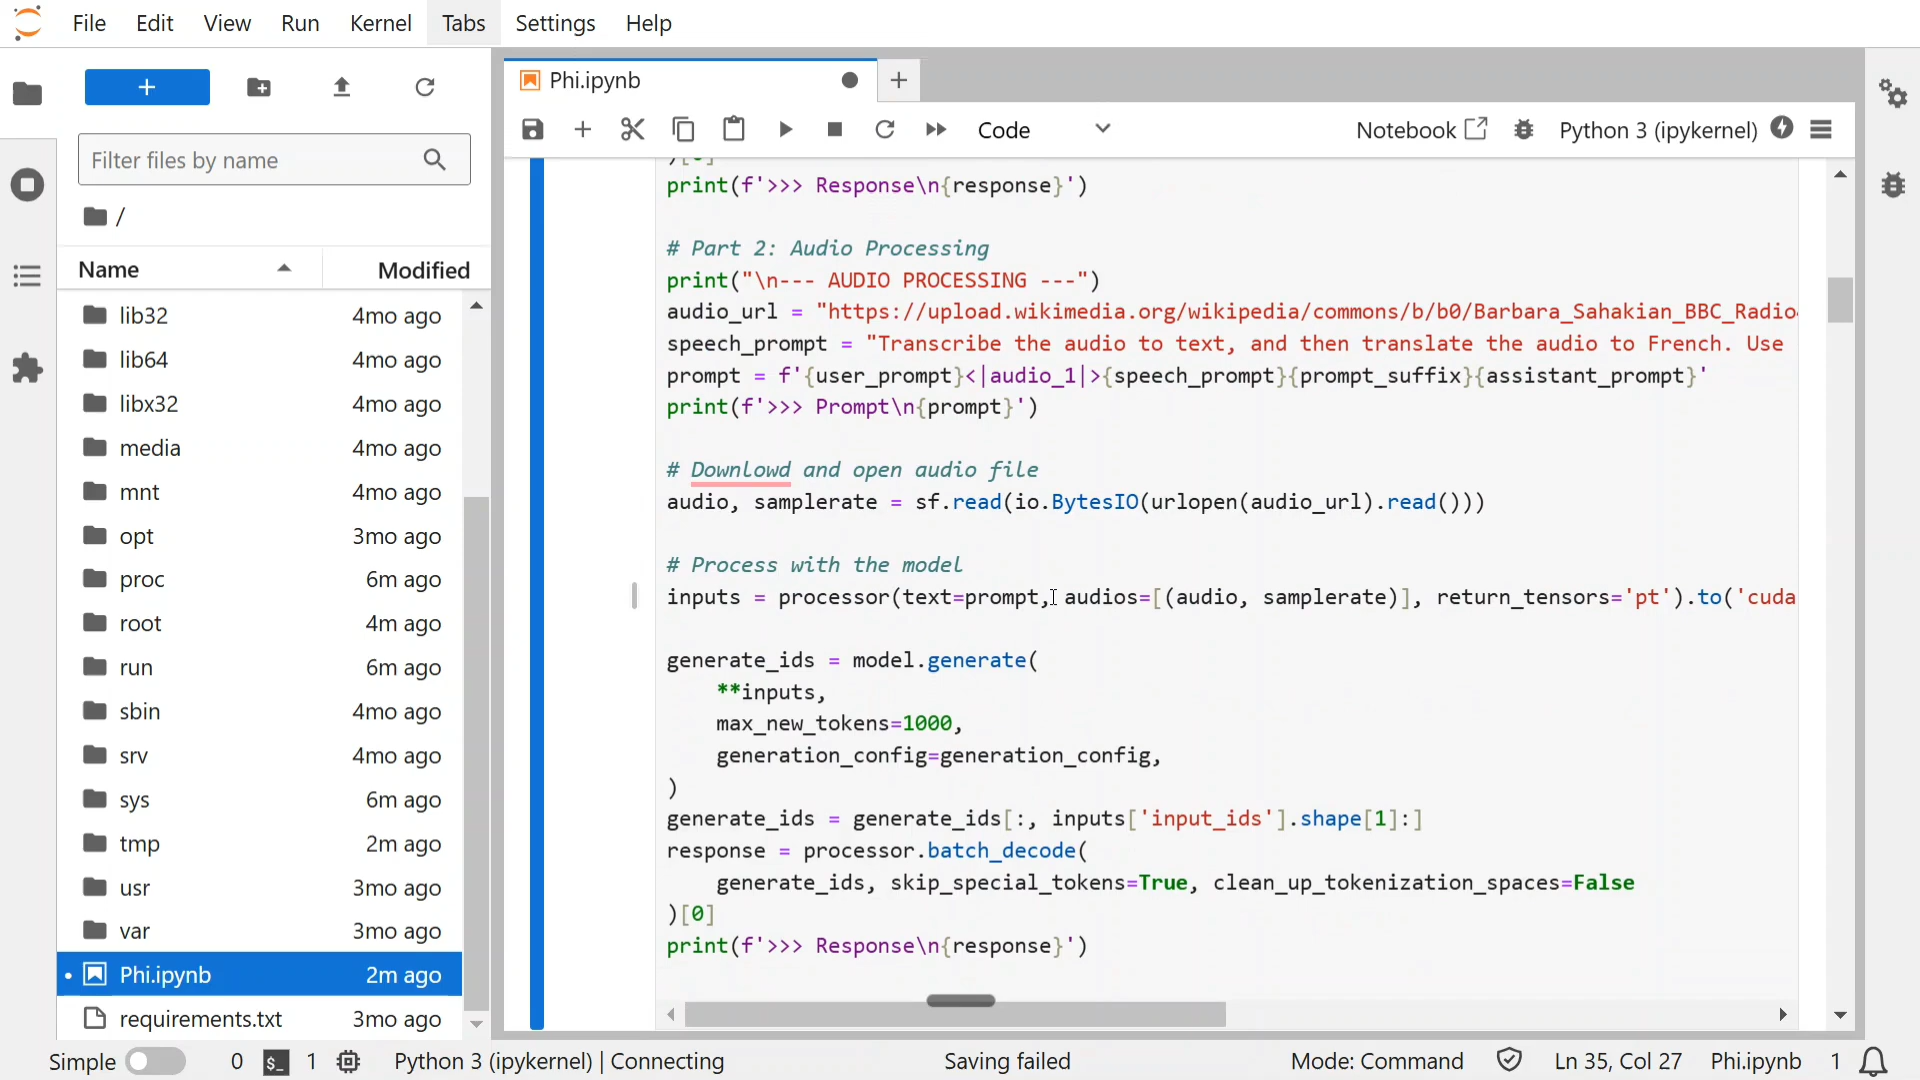 File Edit View Run Kernel Tabs Settings Help
+
Filter files by name
/
Name Modified
lib32 4mo ago
lib64 4mo ago
libx32 4mo ago
media 4mo ago
mnt 4mo ago
opt 3mo ago
proc 6m ago
root 4m ago
run 6m ago
sbin 4mo ago
srv 4mo ago
sys 6m ago
tmp 2m ago
usr 3mo ago
var 3mo ago
Phi.ipynb 2m ago
requirements.txt 3mo ago
Phi.ipynb
Code Notebook Python 3 (ipykernel)
print(f'>>> Response\n{response}')
# Part 2: Audio Processing
print("\n--- AUDIO PROCESSING ---")
audio_url = "https://upload.wikimedia.org/wikipedia/commons/b/b0/Barbara_Sahakian_BBC_Radio
speech_prompt = "Transcribe the audio to text, and then translate the audio to French. Use
prompt = f'{user_prompt}<|audio_1|>{speech_prompt}{prompt_suffix}{assistant_prompt}'
print(f'>>> Prompt\n{prompt}')
# Downlowd and open audio file
audio, samplerate = sf.read(io.BytesIO(urlopen(audio_url).read()))
# Process with the model
inputs = processor(text=prompt, audios=[(audio, samplerate)], return_tensors='pt').to('cuda
generate_ids = model.generate(
**inputs,
max_new_tokens=1000,
generation_config=generation_config,
)
generate_ids = generate_ids[:, inputs['input_ids'].shape[1]:]
response = processor.batch_decode(
generate_ids, skip_special_tokens=True, clean_up_tokenization_spaces=False
)[0]
print(f'>>> Response\n{response}')
Simple 0 $_ 1 Python 3 (ipykernel) | Connecting Saving failed Mode: Command Ln 35, Col 27 Phi.ipynb 1